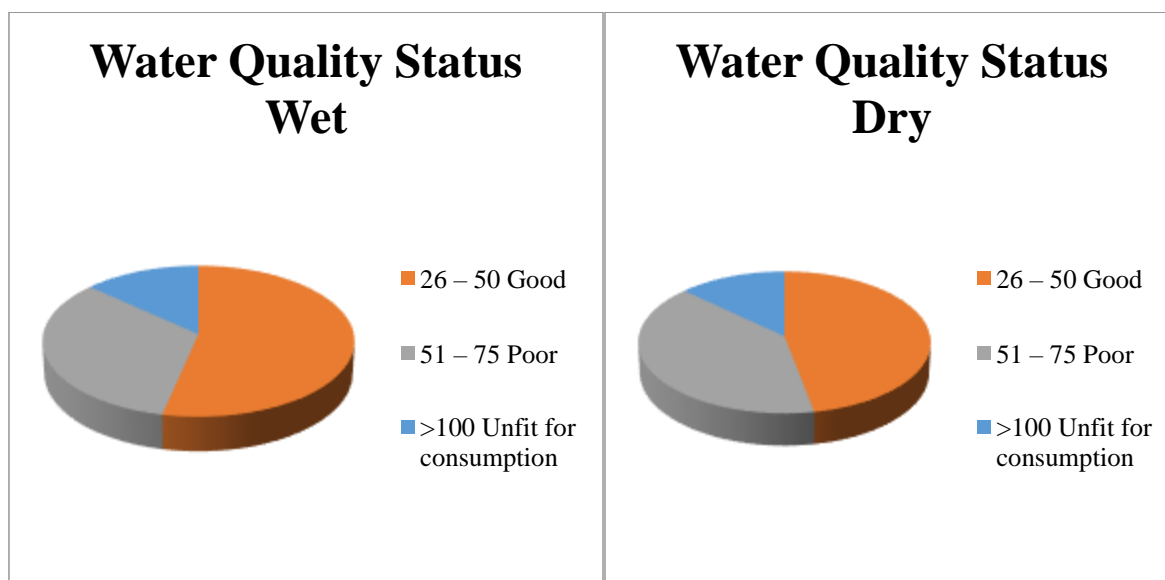 Water Quality Status
Wet
26 – 50 Good
51 – 75 Poor
>100 Unfit for
consumption
Water Quality Status
Dry
26 – 50 Good
51 – 75 Poor
>100 Unfit for
consumption